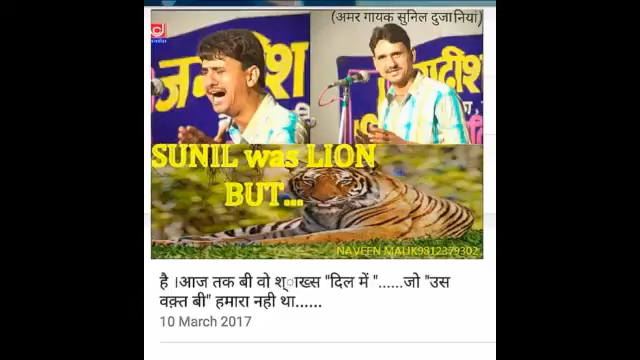 (अमर गायक सुनिल दुजानियां)
SUNIL was LION
BUT...
NAVEEN MALIK9812379302
है ।आज तक बी वो श्ाख्स "दिल में "......जो "उस
वक़्त बी" हमारा नही था......
10 March 2017